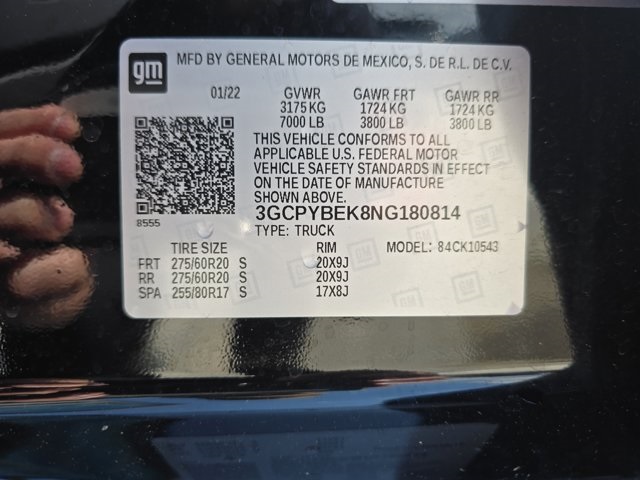 gm MFD BY GENERAL MOTORS DE MEXICO, S. DE R.L. DE C.V.
01/22 GVWR GAWR FRT GAWR RR
3175 KG 1724 KG 1724 KG
7000 LB 3800 LB 3800 LB
THIS VEHICLE CONFORMS TO ALL
APPLICABLE U.S. FEDERAL MOTOR
VEHICLE SAFETY STANDARDS IN EFFECT
ON THE DATE OF MANUFACTURE
SHOWN ABOVE.
8555 3GCPYBEK8NG180814
TYPE: TRUCK
TIRE SIZE RIM MODEL: 84CK10543
FRT 275/60R20 S 20X9J
RR 275/60R20 S 20X9J
SPA 255/80R17 S 17X8J